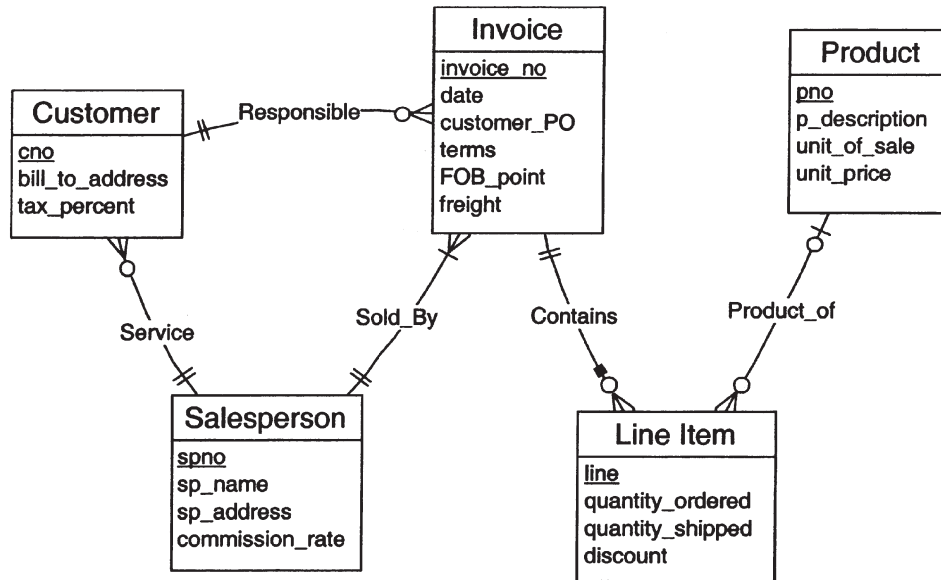 Invoice
invoice_no
date
customer_PO
terms
FOB_point
freight
Product
pno
p_description
unit_of_sale
unit_price
Customer
cno
bill_to_address
tax_percent
Responsible
Service
Sold_By
Contains
Product_of
Salesperson
spno
sp_name
sp_address
commission_rate
Line Item
line
quantity_ordered
quantity_shipped
discount